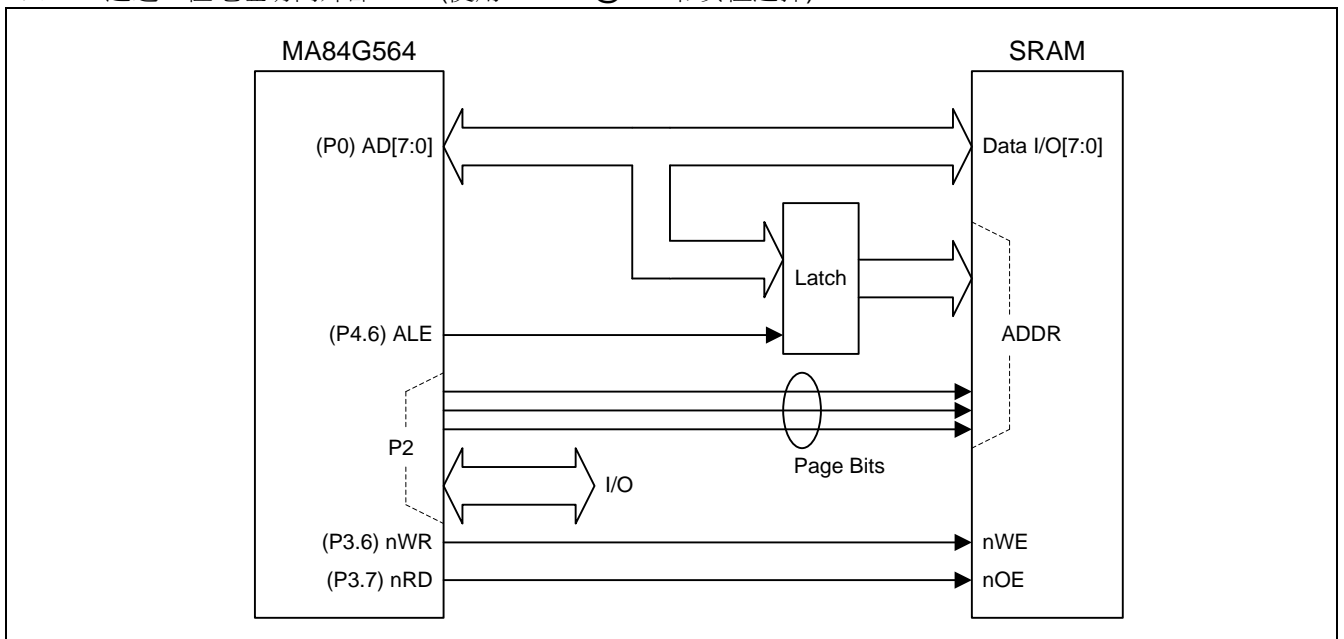 MA84G564
SRAM
(P0) AD[7:0]
Data I/O[7:0]
Latch
(P4.6) ALE
ADDR
P2
Page Bits
I/O
(P3.6) nWR
nWE
(P3.7) nRD
nOE